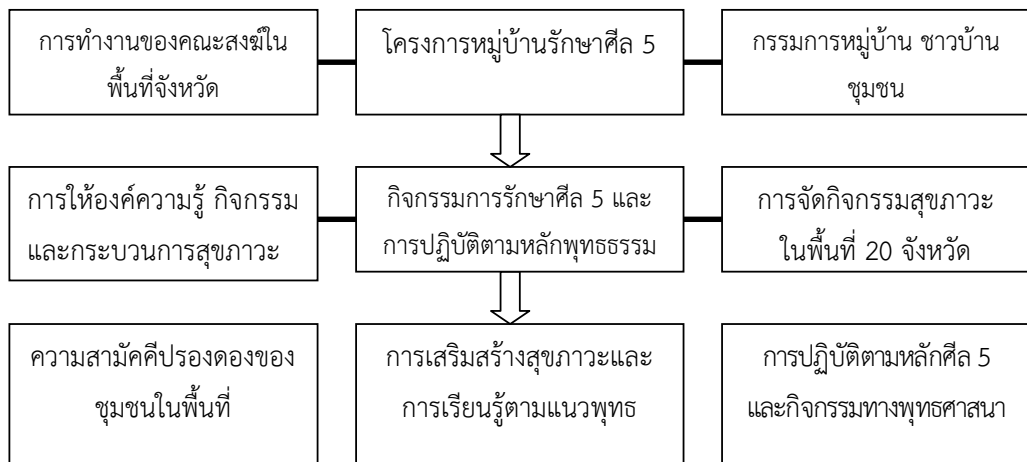 การทำงานของคณะสงฆ์ใน
พื้นที่จังหวัด
โครงการหมู่บ้านรักษาศีล 5
กรรมการหมู่บ้าน ชาวบ้าน
ชุมชน
การให้องค์ความรู้ กิจกรรม
และกระบวนการสุขภาวะ
กิจกรรมการรักษาศีล 5 และ
การปฏิบัติตามหลักพุทธธรรม
การจัดกิจกรรมสุขภาวะ
ในพื้นที่ 20 จังหวัด
ความสามัคคีปรองดองของ
ชุมชนในพื้นที่
การเสริมสร้างสุขภาวะและ
การเรียนรู้ตามแนวพุทธ
การปฏิบัติตามหลักศีล 5
และกิจกรรมทางพุทธศาสนา